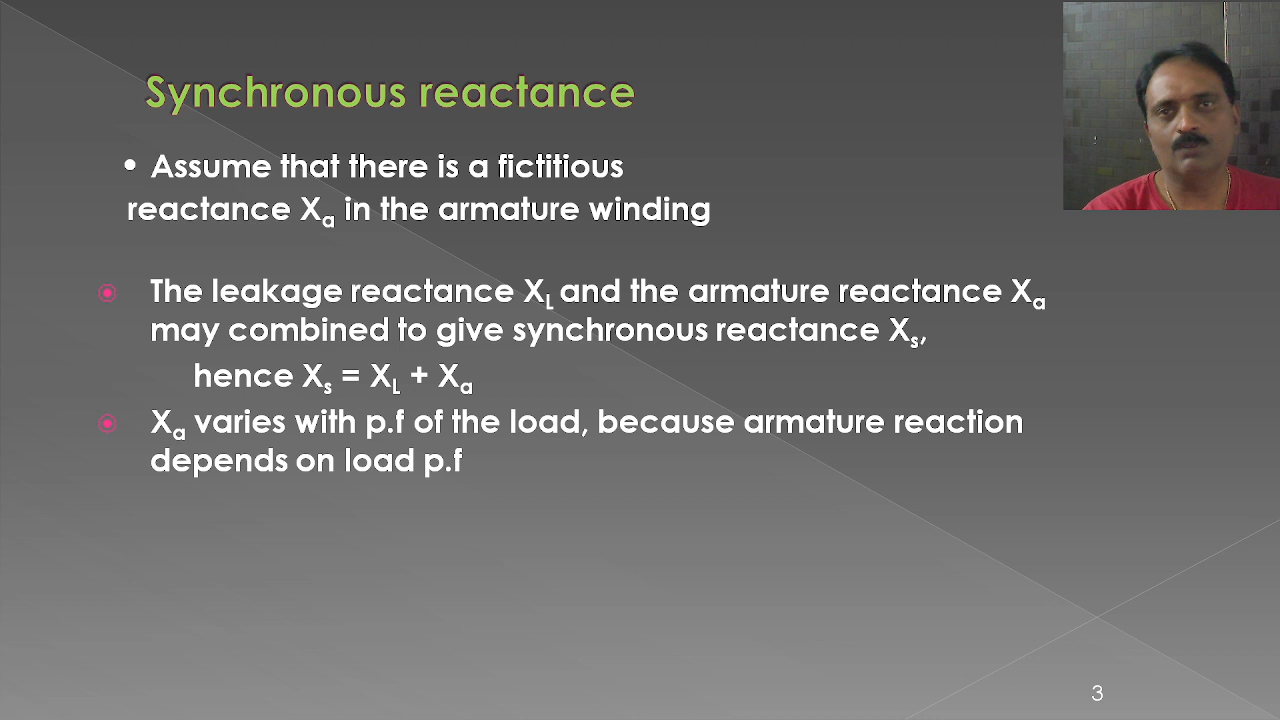 Synchronous reactance
• Assume that there is a fictitious
reactance Xa in the armature winding
The leakage reactance XL and the armature reactance Xa
may combined to give synchronous reactance Xs,
hence Xs = XL + Xa
Xa varies with p.f of the load, because armature reaction
depends on load p.f
3